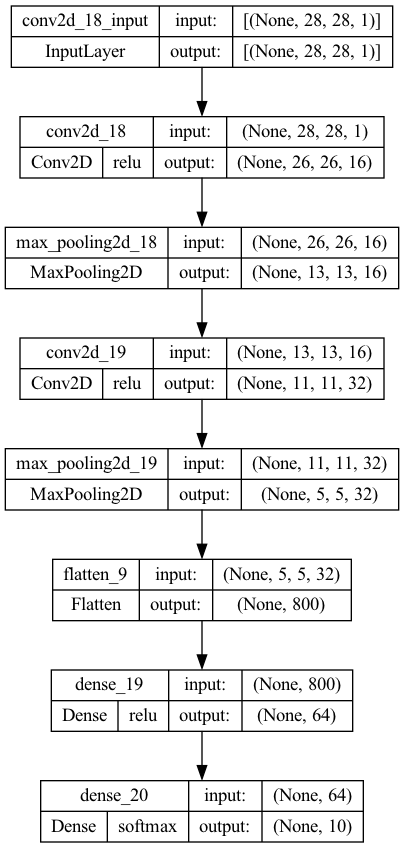 conv2d_18_input input: [(None, 28, 28, 1)]
InputLayer output: [(None, 28, 28, 1)]
conv2d_18 input: (None, 28, 28, 1)
Conv2D relu output: (None, 26, 26, 16)
max_pooling2d_18 input: (None, 26, 26, 16)
MaxPooling2D output: (None, 13, 13, 16)
conv2d_19 input: (None, 13, 13, 16)
Conv2D relu output: (None, 11, 11, 32)
max_pooling2d_19 input: (None, 11, 11, 32)
MaxPooling2D output: (None, 5, 5, 32)
flatten_9 input: (None, 5, 5, 32)
Flatten output: (None, 800)
dense_19 input: (None, 800)
Dense relu output: (None, 64)
dense_20 input: (None, 64)
Dense softmax output: (None, 10)